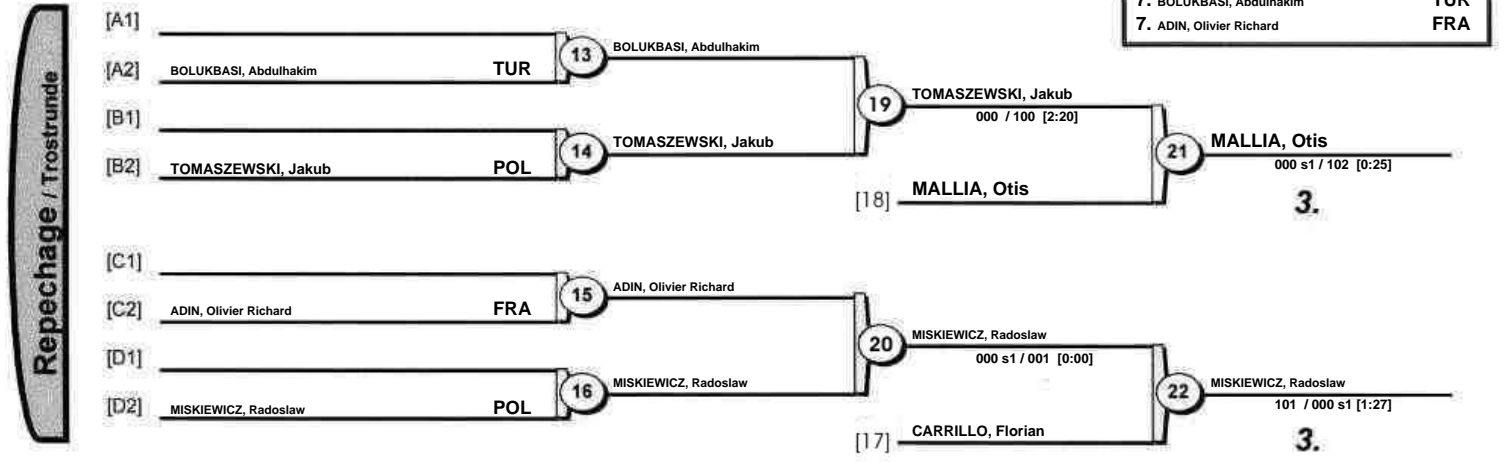 7. BOLUKBASI, Abdulhakim TUR
7. ADIN, Olivier Richard FRA
Repechage / Trostrunde
[A1]
[A2] BOLUKBASI, Abdulhakim TUR
13 BOLUKBASI, Abdulhakim
[B1]
[B2] TOMASZEWSKI, Jakub POL
14 TOMASZEWSKI, Jakub
19 TOMASZEWSKI, Jakub
000 / 100 [2:20]
[18] MALLIA, Otis
21 MALLIA, Otis
000 s1 / 102 [0:25]
3.
[C1]
[C2] ADIN, Olivier Richard FRA
15 ADIN, Olivier Richard
[D1]
[D2] MISKIEWICZ, Radoslaw POL
16 MISKIEWICZ, Radoslaw
20 MISKIEWICZ, Radoslaw
000 s1 / 001 [0:00]
[17] CARRILLO, Florian
22 MISKIEWICZ, Radoslaw
101 / 000 s1 [1:27]
3.